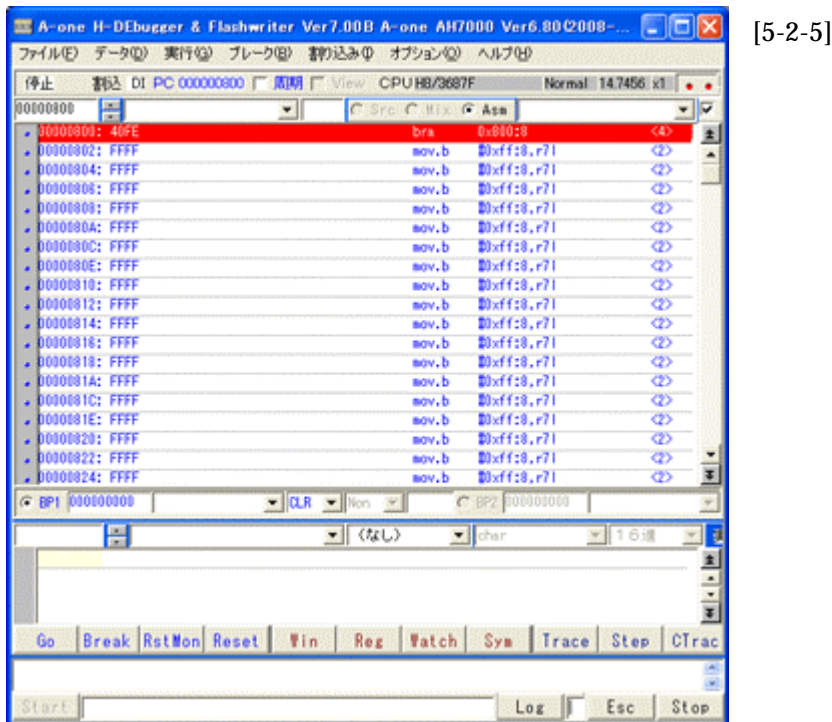 A-one H-DEbugger & Flashwriter Ver7.00B A-one AH7000 Ver6.80(2008-...
[5-2-5]
ファイル(F) データ(D) 実行(G) ブレーク(B) 割り込み(I) オプション(O) ヘルプ(H)
停止 割込 DI PC 000000800 周期 View CPU H8/3687F Normal 14.7456 x1
00000800 Src Mix Asm
00000800: 40FE bra 0x800:8 <4>
00000802: FFFF mov.b #0xff:8,r7l <2>
00000804: FFFF mov.b #0xff:8,r7l <2>
00000806: FFFF mov.b #0xff:8,r7l <2>
00000808: FFFF mov.b #0xff:8,r7l <2>
0000080A: FFFF mov.b #0xff:8,r7l <2>
0000080C: FFFF mov.b #0xff:8,r7l <2>
0000080E: FFFF mov.b #0xff:8,r7l <2>
00000810: FFFF mov.b #0xff:8,r7l <2>
00000812: FFFF mov.b #0xff:8,r7l <2>
00000814: FFFF mov.b #0xff:8,r7l <2>
00000816: FFFF mov.b #0xff:8,r7l <2>
00000818: FFFF mov.b #0xff:8,r7l <2>
0000081A: FFFF mov.b #0xff:8,r7l <2>
0000081C: FFFF mov.b #0xff:8,r7l <2>
0000081E: FFFF mov.b #0xff:8,r7l <2>
00000820: FFFF mov.b #0xff:8,r7l <2>
00000822: FFFF mov.b #0xff:8,r7l <2>
00000824: FFFF mov.b #0xff:8,r7l <2>
BP1 000000000 CLR Non BP2 000000000
(なし) char 16進
Go Break RstMon Reset Win Reg Watch Sym Trace Step CTrac
Start Log Esc Stop